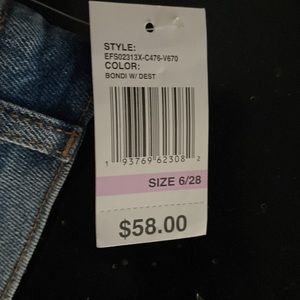 STYLE:
EFS02313X-C476-V670
COLOR:
BONDI W/ DEST
1 93769 62308 2
SIZE 6/28
$58.00